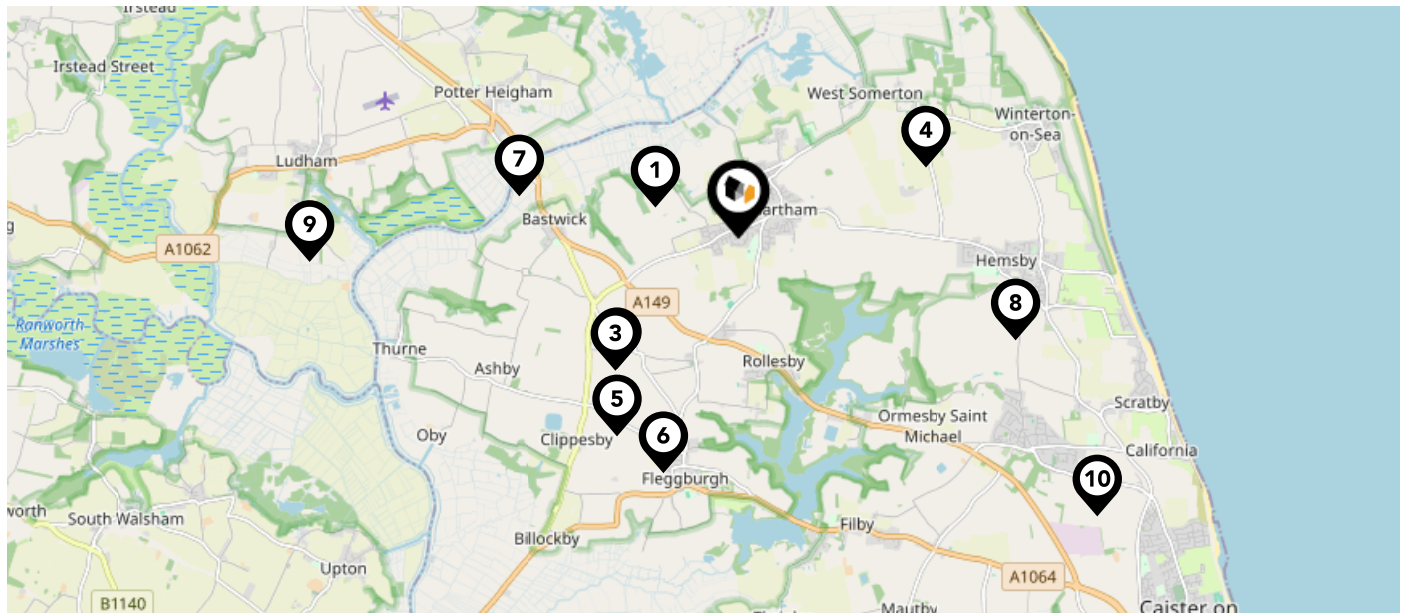 Irstead
Irstead Street
Potter Heigham
West Somerton
Winterton-
on-Sea
4
7
Ludham
1
artham
Bastwick
9
A1062
Hemsby
A149
8
Ranworth
Marshes
3
Thurne
Rollesby
Ashby
5
Scratby
Ormesby Saint
Michael
6
Oby
Clippesby
California
Fleggburgh
10
worth
South Walsham
Filby
Billockby
Upton
A1064
B1140
Mautby
Caister on